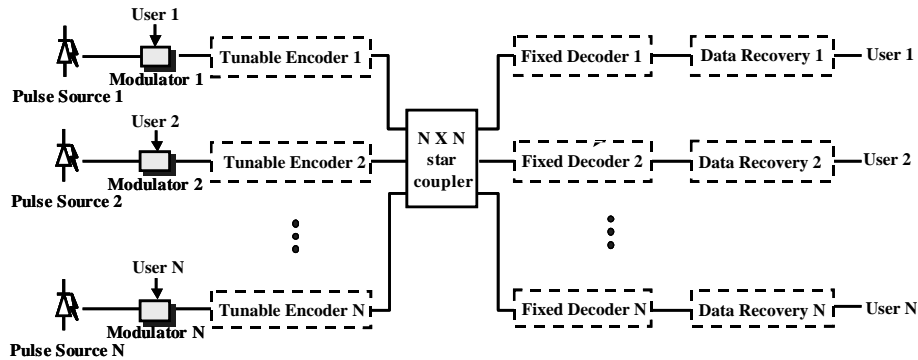 User 1
Tunable Encoder 1
Fixed Decoder 1
Data Recovery 1
User 1
Modulator 1
Pulse Source 1
User 2
N X N
star
coupler
Tunable Encoder 2
Fixed Decoder 2
Data Recovery 2
User 2
Modulator 2
Pulse Source 2
User N
Tunable Encoder N
Fixed Decoder N
Data Recovery N
User N
Modulator N
Pulse Source N